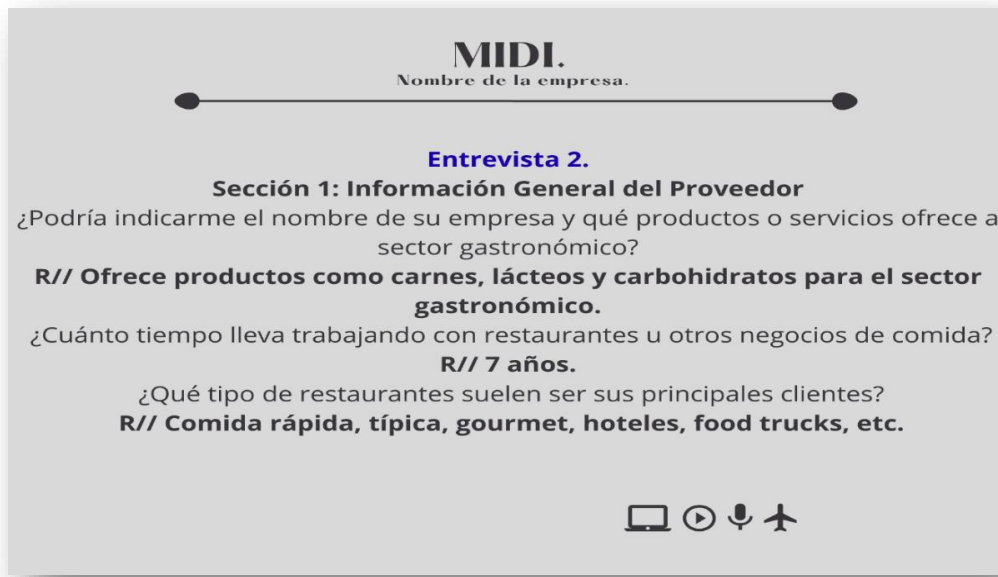 MIDI.
Nombre de la empresa.
Entrevista 2.
Sección 1: Información General del Proveedor
¿Podría indicarme el nombre de su empresa y qué productos o servicios ofrece a
sector gastronómico?
R// Ofrece productos como carnes, lácteos y carbohidratos para el sector
gastronómico.
¿Cuánto tiempo lleva trabajando con restaurantes u otros negocios de comida?
R// 7 años.
¿Qué tipo de restaurantes suelen ser sus principales clientes?
R// Comida rápida, típica, gourmet, hoteles, food trucks, etc.